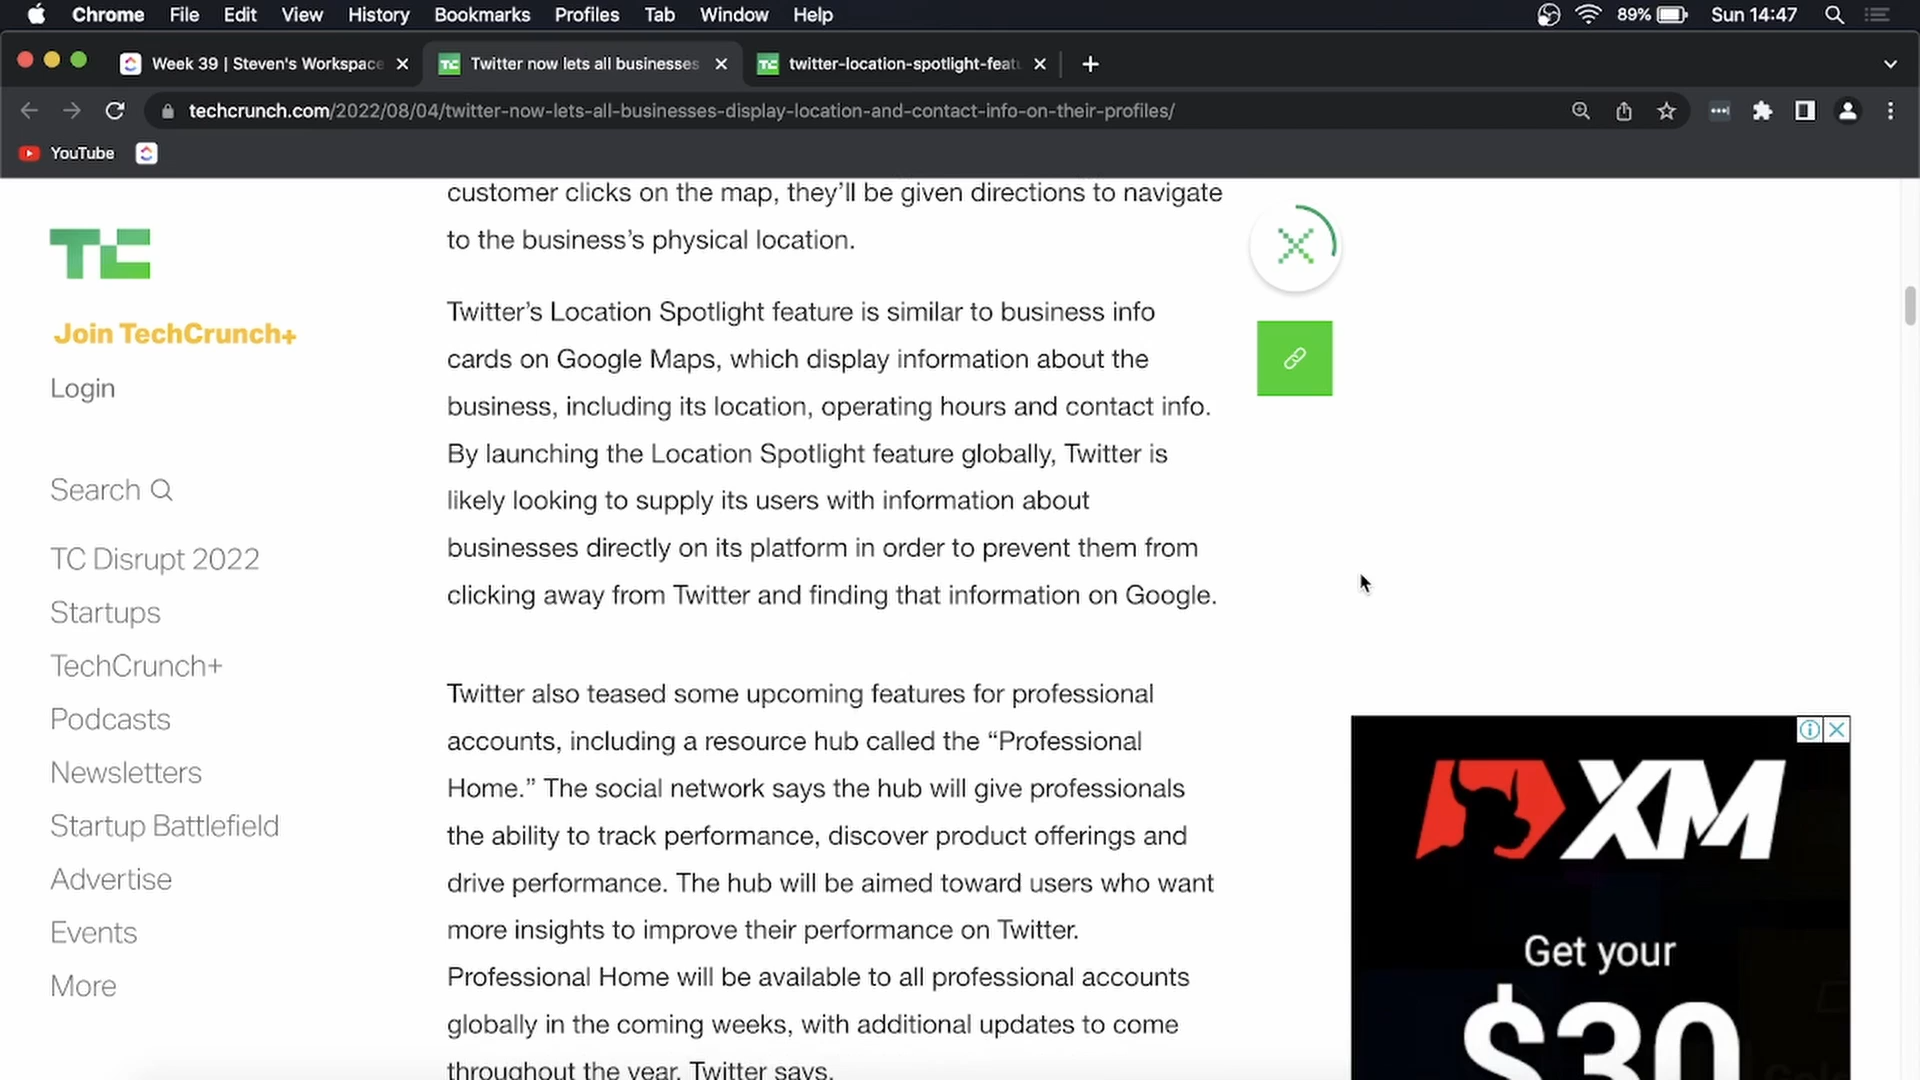 Chrome File Edit View History Bookmarks Profiles Tab Window Help 89% Sun 14:47
Week 39 | Steven's Workspace
Twitter now lets all businesses
twitter-location-spotlight-feat
techcrunch.com/2022/08/04/twitter-now-lets-all-businesses-display-location-and-contact-info-on-their-profiles/
YouTube
TC
Join TechCrunch+
Login
Search
TC Disrupt 2022
Startups
TechCrunch+
Podcasts
Newsletters
Startup Battlefield
Advertise
Events
More
customer clicks on the map, they’ll be given directions to navigate
to the business’s physical location.
Twitter’s Location Spotlight feature is similar to business info
cards on Google Maps, which display information about the
business, including its location, operating hours and contact info.
By launching the Location Spotlight feature globally, Twitter is
likely looking to supply its users with information about
businesses directly on its platform in order to prevent them from
clicking away from Twitter and finding that information on Google.
Twitter also teased some upcoming features for professional
accounts, including a resource hub called the “Professional
Home.” The social network says the hub will give professionals
the ability to track performance, discover product offerings and
drive performance. The hub will be aimed toward users who want
more insights to improve their performance on Twitter.
Professional Home will be available to all professional accounts
globally in the coming weeks, with additional updates to come
throughout the year, Twitter says.
XM
Get your
$30